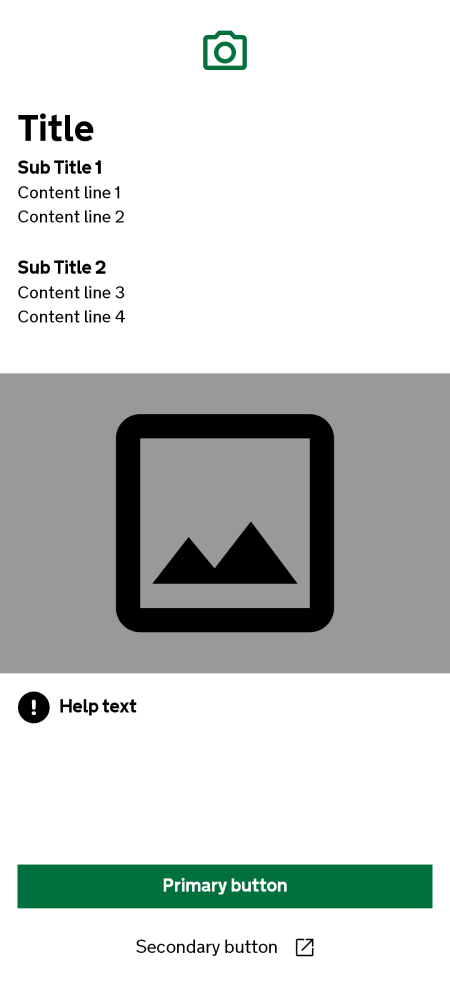 Title
Sub Title 1
Content line 1
Content line 2
Sub Title 2
Content line 3
Content line 4
Help text
Primary button
Secondary button